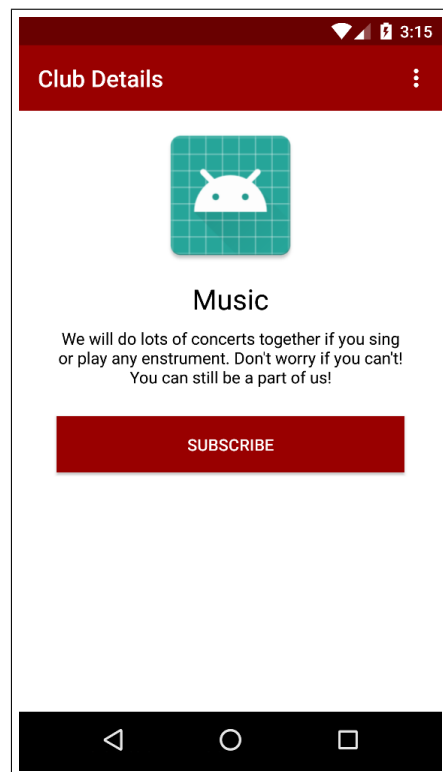 3:15
Club Details
Music
We will do lots of concerts together if you sing
or play any enstrument. Don't worry if you can't!
You can still be a part of us!
SUBSCRIBE